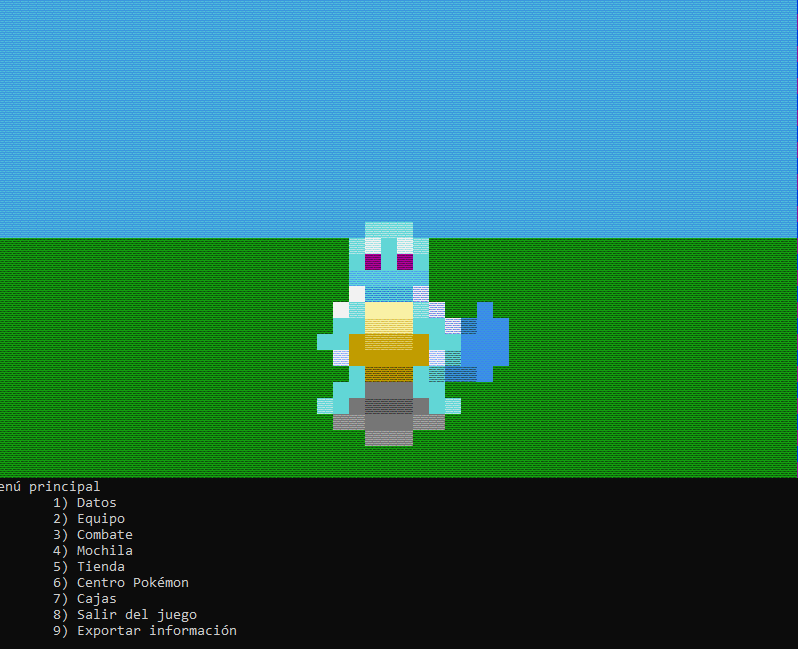 enú principal
1) Datos
2) Equipo
3) Combate
4) Mochila
5) Tienda
6) Centro Pokémon
7) Cajas
8) Salir del juego
9) Exportar información